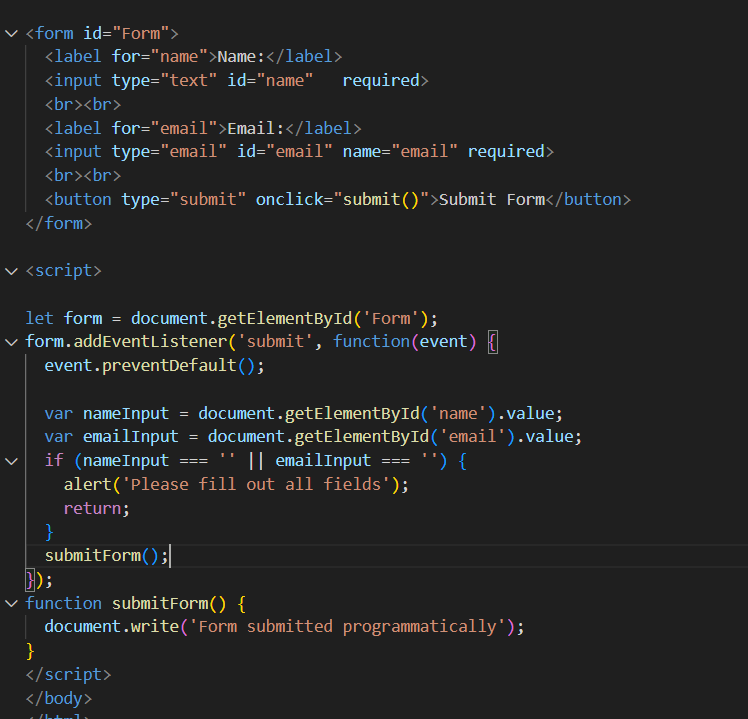 <form id="Form">
<label for="name">Name:</label>
<input type="text" id="name"   required>
<br><br>
<label for="email">Email:</label>
<input type="email" id="email" name="email" required>
<br><br>
<button type="submit" onclick="submit()">Submit Form</button>
</form>
<script>
let form = document.getElementById('Form');
form.addEventListener('submit', function(event) {
event.preventDefault();
var nameInput = document.getElementById('name').value;
var emailInput = document.getElementById('email').value;
if (nameInput === '' || emailInput === '') {
alert('Please fill out all fields');
return;
}
submitForm();
});
function submitForm() {
document.write('Form submitted programmatically');
}
</script>
</body>
</html>